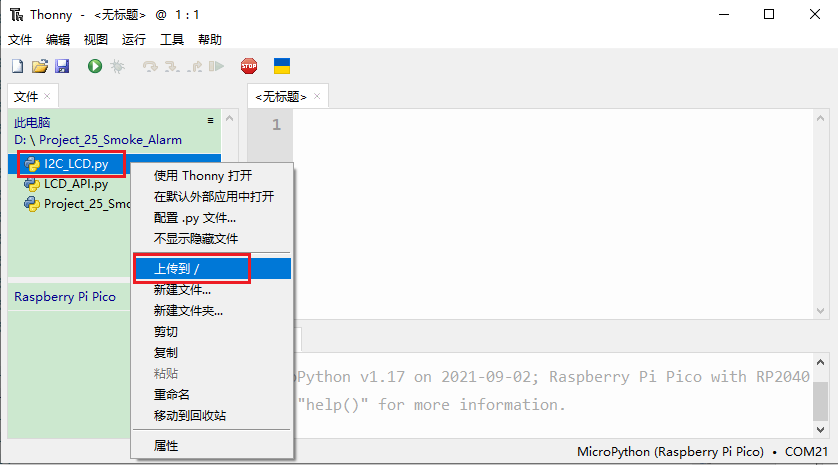 Thonny - <无标题> @ 1 : 1
文件 编辑 视图 运行 工具 帮助
STOP
文件 ×
<无标题> ×
此电脑
D: \ Project_25_Smoke_Alarm
1
I2C_LCD.py
LCD_API.py
Project_25_Smo
使用 Thonny 打开
在默认外部应用中打开
配置 .py 文件...
不显示隐藏文件
上传到 /
新建文件...
新建文件夹...
剪切
复制
粘贴
重命名
移动到回收站
属性
Raspberry Pi Pico
oPython v1.17 on 2021-09-02; Raspberry Pi Pico with RP2040
"help()" for more information.
MicroPython (Raspberry Pi Pico) • COM21